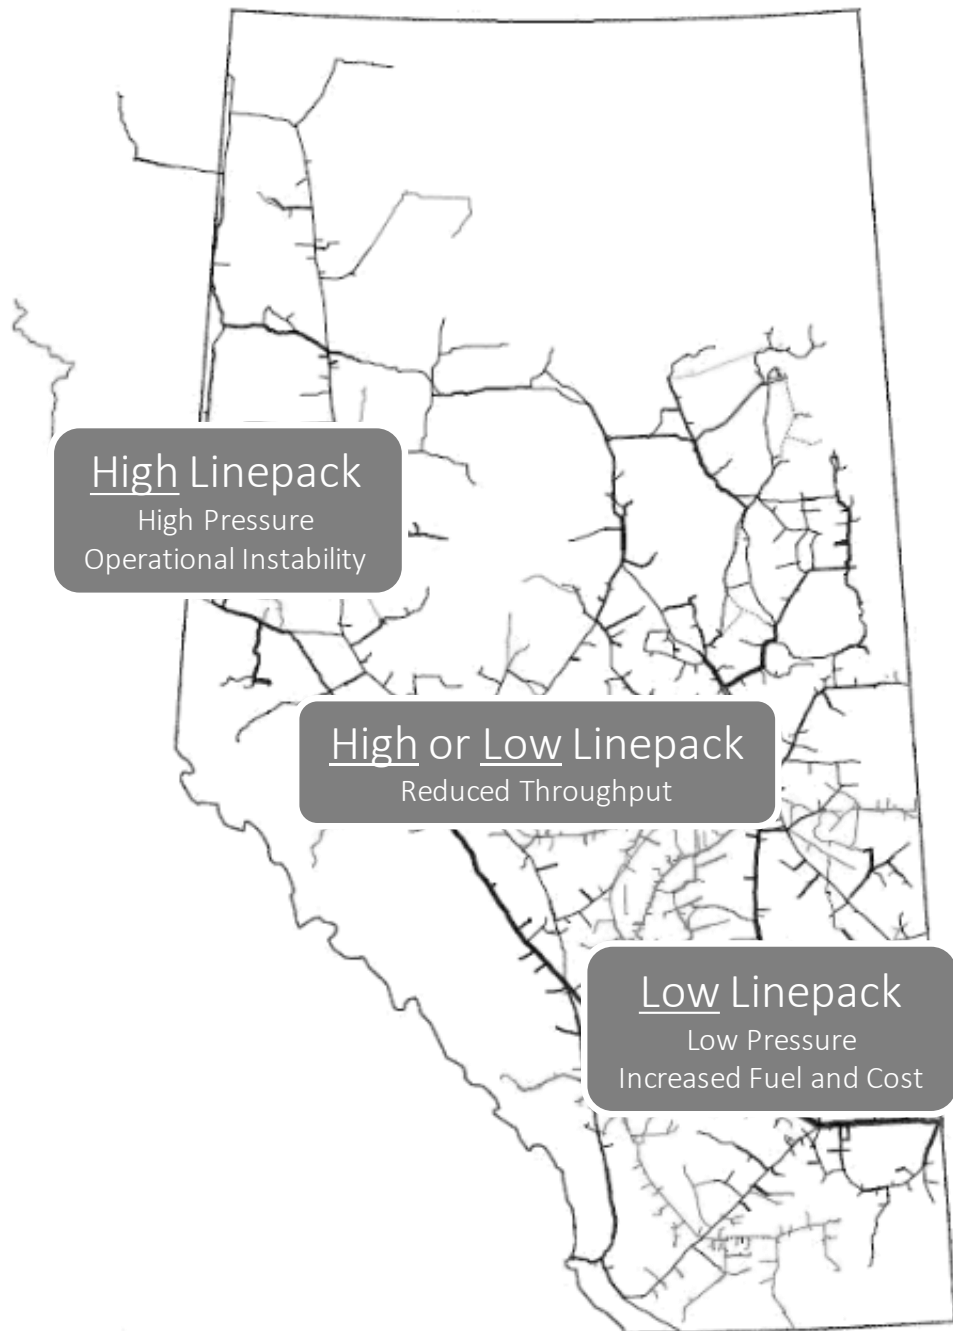 High Linepack
High Pressure
Operational Instability
High or Low Linepack
Reduced Throughput
Low Linepack
Low Pressure
Increased Fuel and Cost